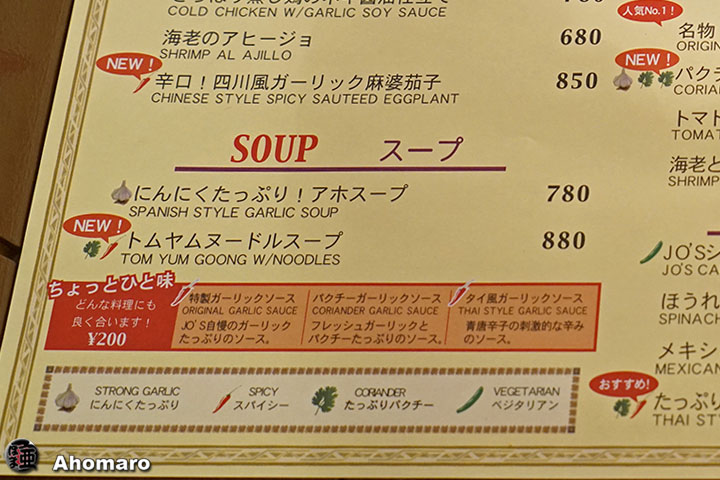 COLD CHICKEN W/GARLIC SOY SAUCE
海老のアヒージョ 680
SHRIMP AL AJILLO
NEW!
辛口！四川風ガーリック麻婆茄子 850
CHINESE STYLE SPICY SAUTEED EGGPLANT
SOUP スープ
にんにくたっぷり！アホスープ 780
SPANISH STYLE GARLIC SOUP
NEW!
トムヤムヌードルスープ 880
TOM YUM GOONG W/NOODLES
ちょっとひと味
どんな料理にも
良く合います！
¥200
特製ガーリックソース
ORIGINAL GARLIC SAUCE
JO'S自慢のガーリック
たっぷりのソース。
パクチーガーリックソース
CORIANDER GARLIC SAUCE
フレッシュガーリックと
パクチーたっぷりのソース。
タイ風ガーリックソース
THAI STYLE GARLIC SAUCE
青唐辛子の刺激的な辛み
のソース。
STRONG GARLIC
にんにくたっぷり
SPICY
スパイシー
CORIANDER
たっぷりパクチー
VEGETARIAN
ベジタリアン
人気No.1！
名物
ORIGIN
NEW!
パクチ
CORIAN
トマト
TOMAT
海老と
SHRIMP
JO'Sシ
JO'S CA
ほうれ
SPINACH
メキシ
MEXICAN
おすすめ!
たっぷ
THAI ST
Ahomaro